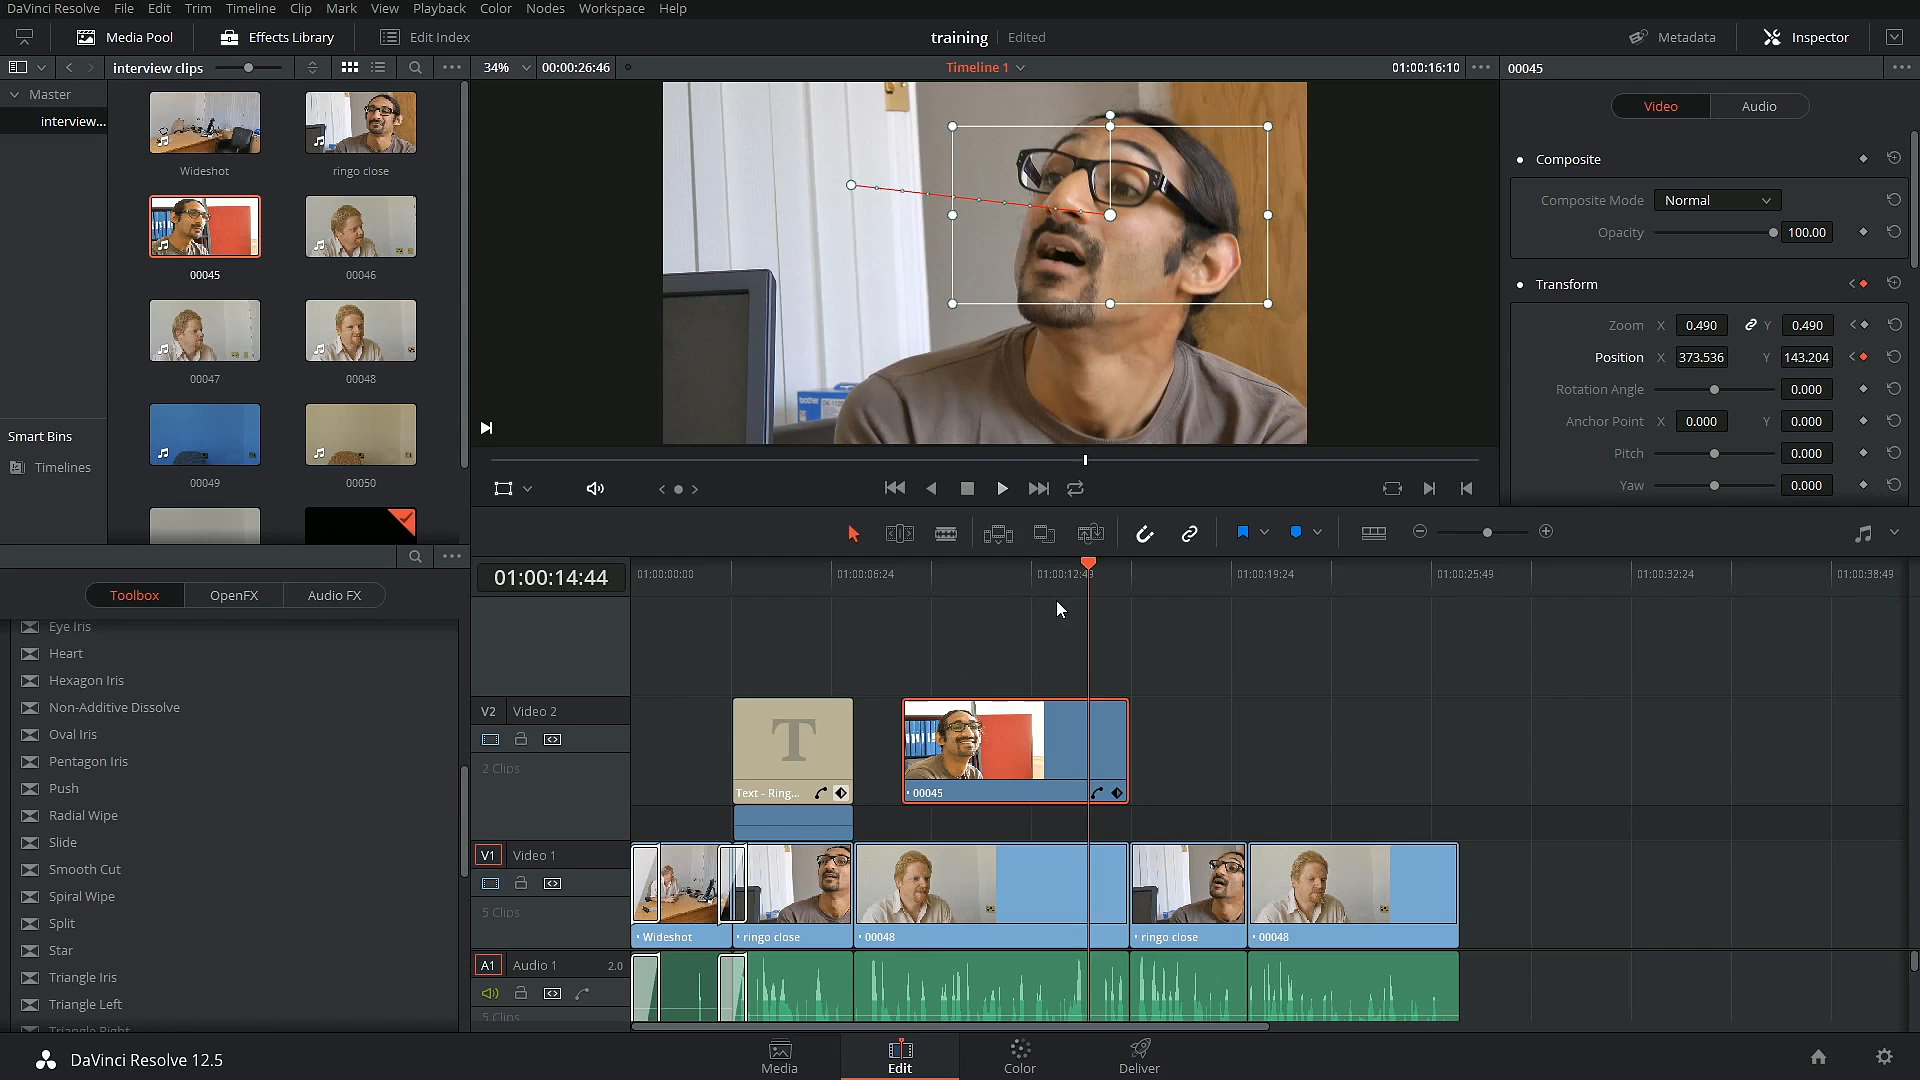 DaVinci Resolve File Edit Trim Timeline Clip Mark View Playback Color Nodes Workspace Help
Media Pool Effects Library Edit Index training Edited Metadata Inspector
interview clips 34% 00:00:26:46 Timeline 1 01:00:16:10 00045
Master
interview...
Wideshot ringo close
00045 00046
00047 00048
00049 00050
Smart Bins
Timelines
brother
Video Audio
Composite
Composite Mode Normal
Opacity 100.00
Transform
Zoom X 0.490 Y 0.490
Position X 373.536 Y 143.204
Rotation Angle 0.000
Anchor Point X 0.000 Y 0.000
Pitch 0.000
Yaw 0.000
Toolbox OpenFX Audio FX
Eye Iris
Heart
Hexagon Iris
Non-Additive Dissolve
Oval Iris
Pentagon Iris
Push
Radial Wipe
Slide
Smooth Cut
Spiral Wipe
Split
Star
Triangle Iris
Triangle Left
Triangle Right
01:00:14:44 01:00:00:00 01:00:06:24 01:00:12:49 01:00:19:24 01:00:25:49 01:00:32:24 01:00:38:49
V2 Video 2
2 Clips
T
Text - Ring... 00045
V1 Video 1
5 Clips
Wideshot ringo close 00048 ringo close 00048
A1 Audio 1 2.0
5 Clips
DaVinci Resolve 12.5 Media Edit Color Deliver